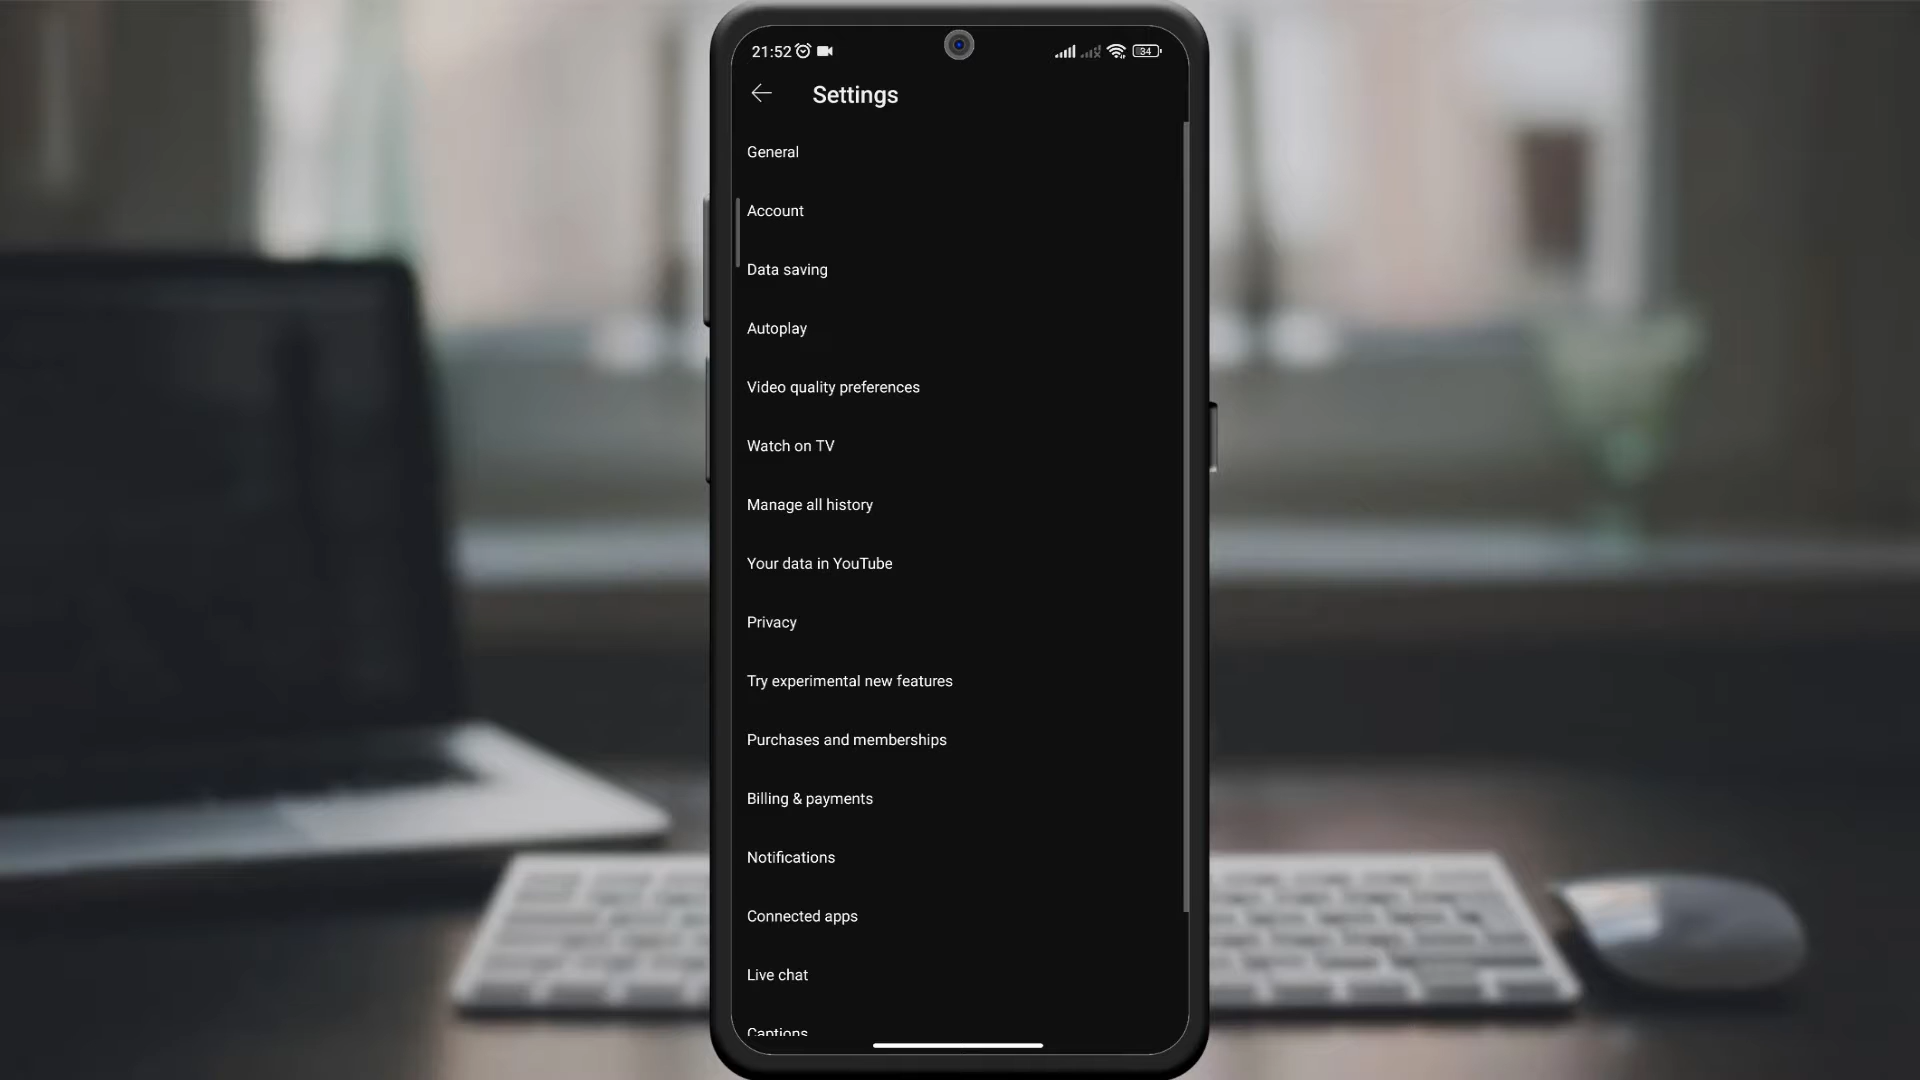 21:52
34
Settings
General
Account
Data saving
Autoplay
Video quality preferences
Watch on TV
Manage all history
Your data in YouTube
Privacy
Try experimental new features
Purchases and memberships
Billing & payments
Notifications
Connected apps
Live chat
Captions